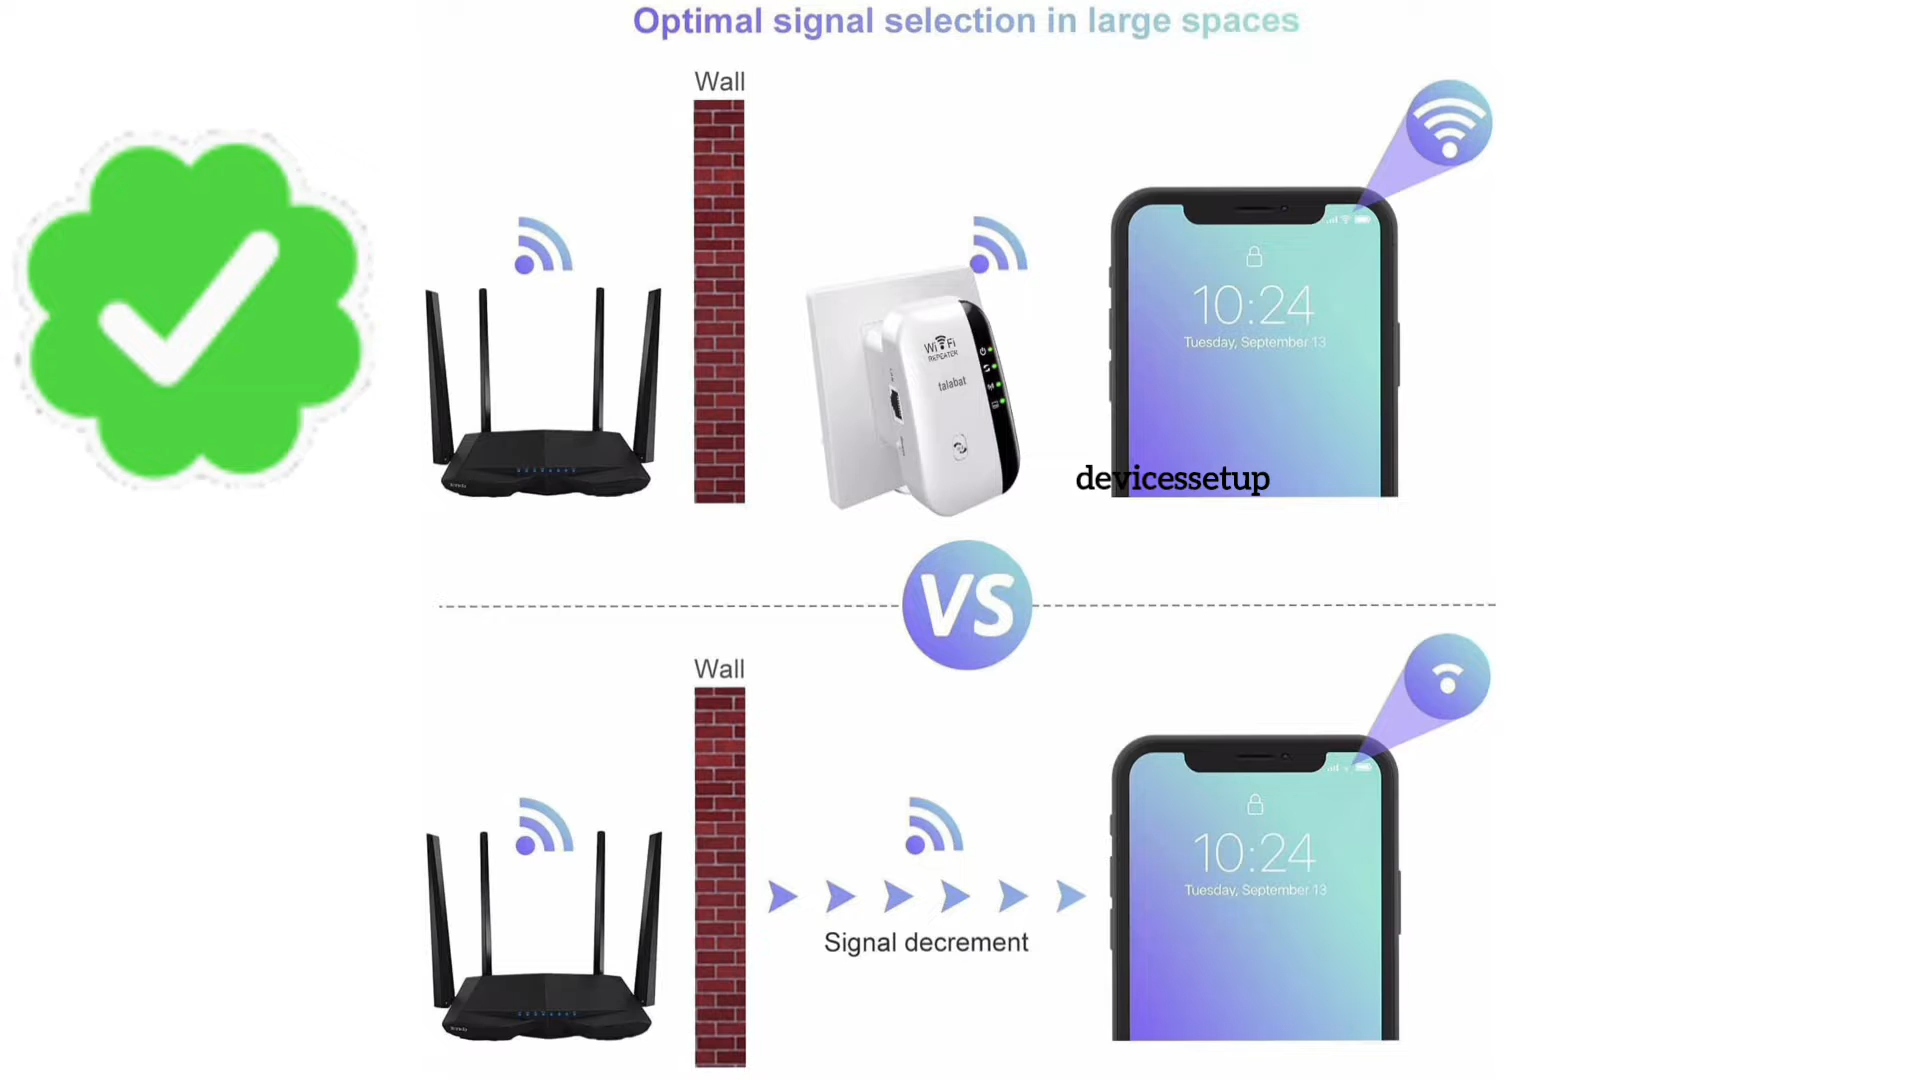 Optimal signal selection in large spaces
Wall
WiFi
REPEATER
talabat
10:24
Tuesday, September 13
devicessetup
VS
Wall
10:24
Tuesday, September 13
Signal decrement